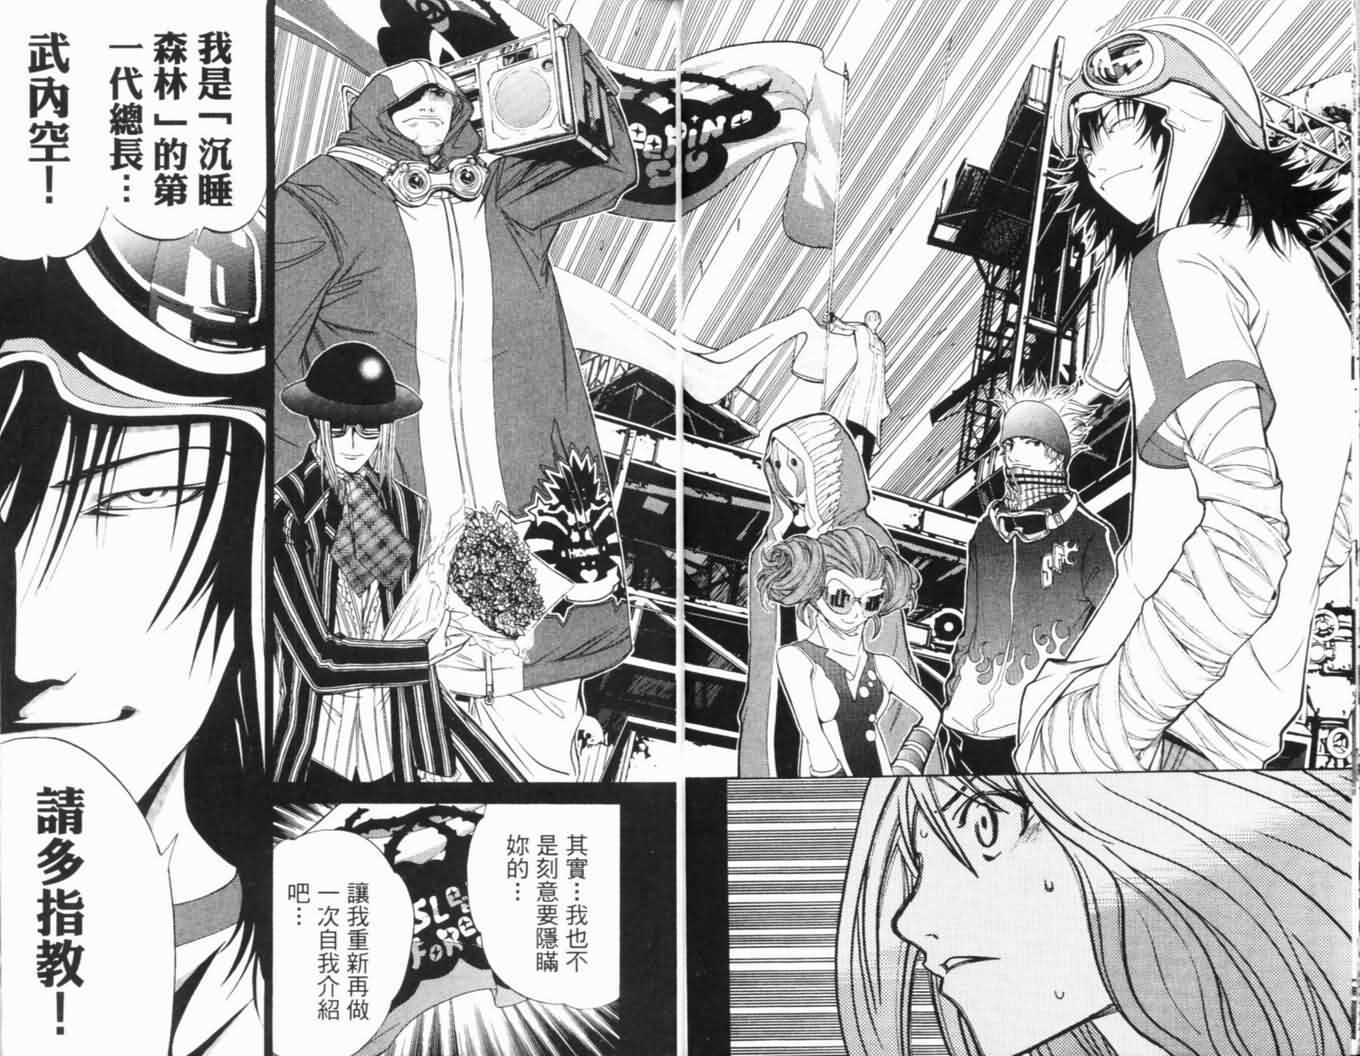 EEPING
S.F.
其實…我也不
是刻意要隱瞞
妳的…
讓我重新再做
一次自我介紹
吧…
SLE
FORE
我是「沉睡
森林」的第
一代總長…
武內空！
請多指教！